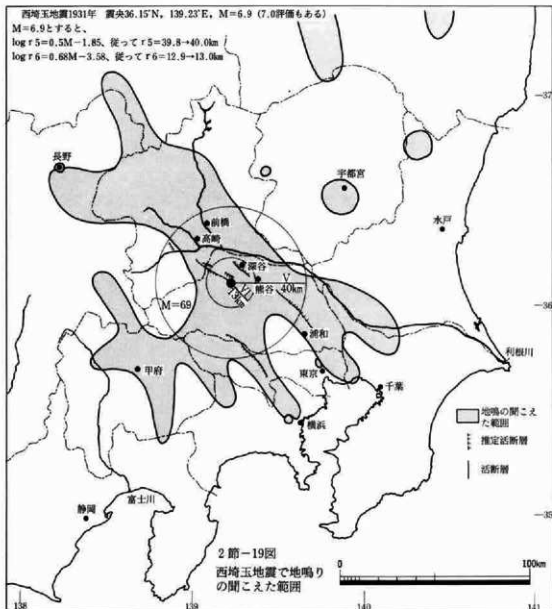 西埼玉地震1931年 震央36.15°N, 139.23°E, M=6.9 (7.0評価もある)
M=6.9とすると、
log r5=0.5M-1.85、従って r5=39.8→40.0km
log r6=0.68M-3.58、従って r6=12.9→13.0km
37
長野
宇都宮
水戸
前橋
高崎
深谷
V
熊谷
40km
VI
13km
M=69
36
浦和
利根川
甲府
東京
千葉
地鳴の聞こえ
た範囲
横浜
推定活断層
活断層
富士川
静岡
35
2節-19図
西埼玉地震で地鳴り
の聞こえた範囲
0
100km
138
139
140
141